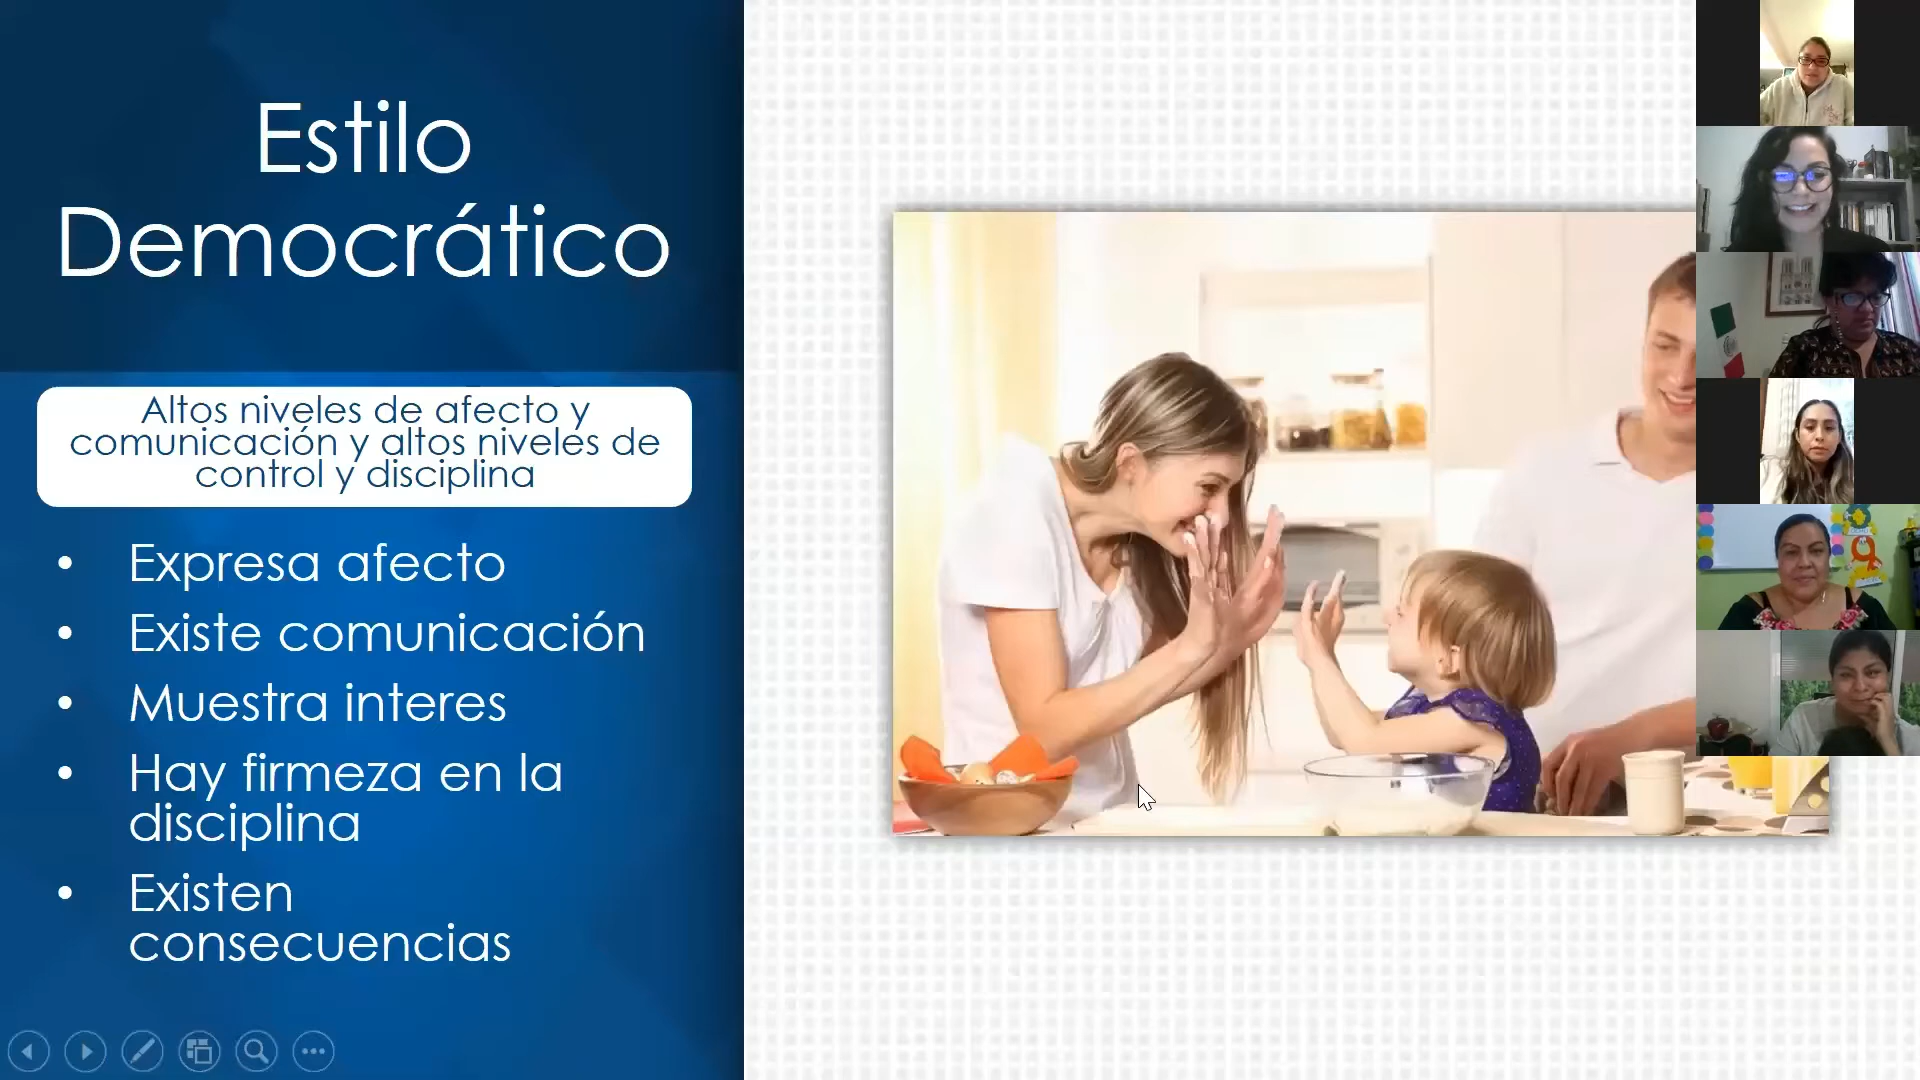 Estilo
Democrático
Altos niveles de afecto y
comunicación y altos niveles de
control y disciplina
• Expresa afecto
• Existe comunicación
• Muestra interes
• Hay firmeza en la
disciplina
• Existen
consecuencias